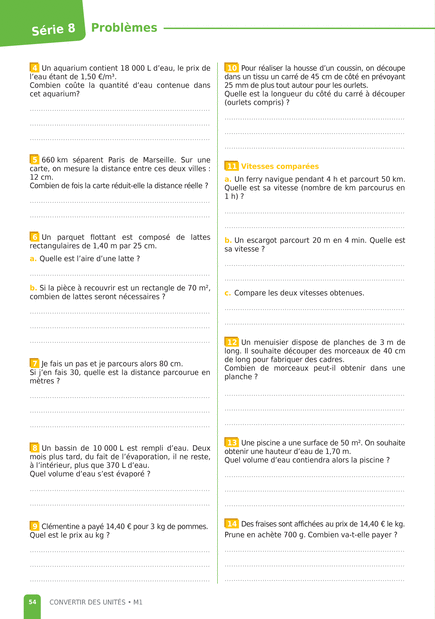 Série 8 Problèmes
4 Un aquarium contient 18 000 L d'eau, le prix de
l'eau étant de 1,50 €/m³.
Combien coûte la quantité d'eau contenue dans
cet aquarium?
5 660 km séparent Paris de Marseille. Sur une
carte, on mesure la distance entre ces deux villes :
12 cm.
Combien de fois la carte réduit-elle la distance réelle ?
6 Un parquet flottant est composé de lattes
rectangulaires de 1,40 m par 25 cm.
a. Quelle est l'aire d'une latte ?
b. Si la pièce à recouvrir est un rectangle de 70 m²,
combien de lattes seront nécessaires ?
7 Je fais un pas et je parcours alors 80 cm.
Si j'en fais 30, quelle est la distance parcourue en
mètres ?
8 Un bassin de 10 000 L est rempli d'eau. Deux
mois plus tard, du fait de l'évaporation, il ne reste,
à l'intérieur, plus que 370 L d'eau.
Quel volume d'eau s'est évaporé ?
9 Clémentine a payé 14,40 € pour 3 kg de pommes.
Quel est le prix au kg ?
10 Pour réaliser la housse d'un coussin, on découpe
dans un tissu un carré de 45 cm de côté en prévoyant
25 mm de plus tout autour pour les ourlets.
Quelle est la longueur du côté du carré à découper
(ourlets compris) ?
11 Vitesses comparées
a. Un ferry navigue pendant 4 h et parcourt 50 km.
Quelle est sa vitesse (nombre de km parcourus en
1 h) ?
b. Un escargot parcourt 20 m en 4 min. Quelle est
sa vitesse ?
c. Compare les deux vitesses obtenues.
12 Un menuisier dispose de planches de 3 m de
long. Il souhaite découper des morceaux de 40 cm
de long pour fabriquer des cadres.
Combien de morceaux peut-il obtenir dans une
planche ?
13 Une piscine a une surface de 50 m². On souhaite
obtenir une hauteur d'eau de 1,70 m.
Quel volume d'eau contiendra alors la piscine ?
14 Des fraises sont affichées au prix de 14,40 € le kg.
Prune en achète 700 g. Combien va-t-elle payer ?
54 CONVERTIR DES UNITÉS • M1